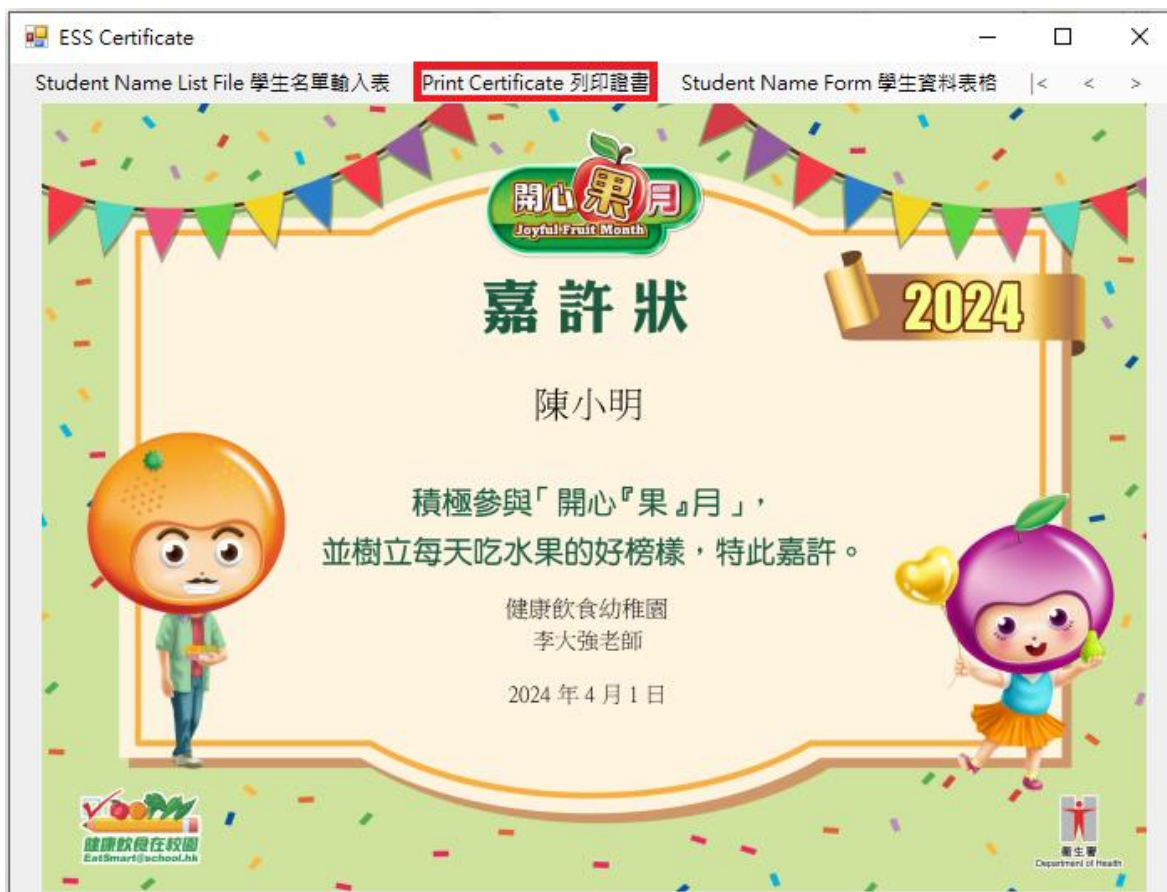 ESS Certificate
Student Name List File 學生名單輸入表 Print Certificate 列印證書 Student Name Form 學生資料表格 |< < >
開心果月
Joyful Fruit Month
嘉許狀
2024
陳小明
積極參與「開心『果』月」，
並樹立每天吃水果的好榜樣，特此嘉許。
健康飲食幼稚園
李大強老師
2024 年 4 月 1 日
健康飲食在校園
EatSmart@school.hk
衞生署
Department of Health